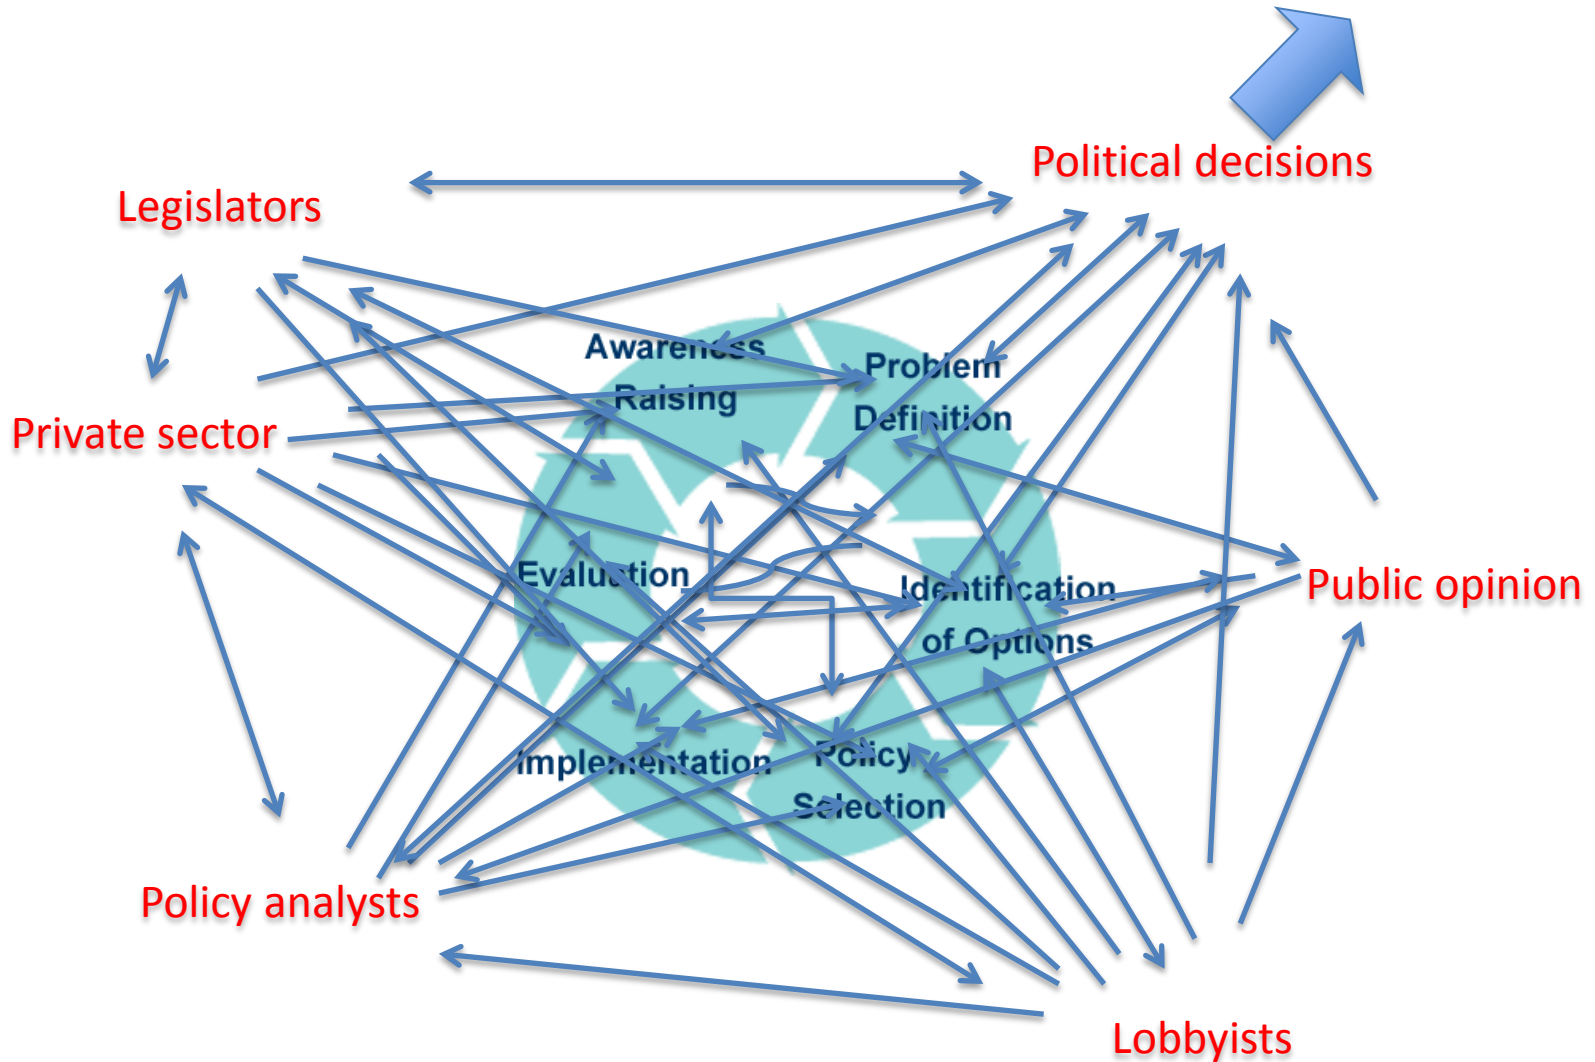 Political decisions
Legislators
Awareness
Raising
Problem
Definition
Private sector
Evaluation
Identification
of Options
Public opinion
Implementation
Policy
Selection
Policy analysts
Lobbyists